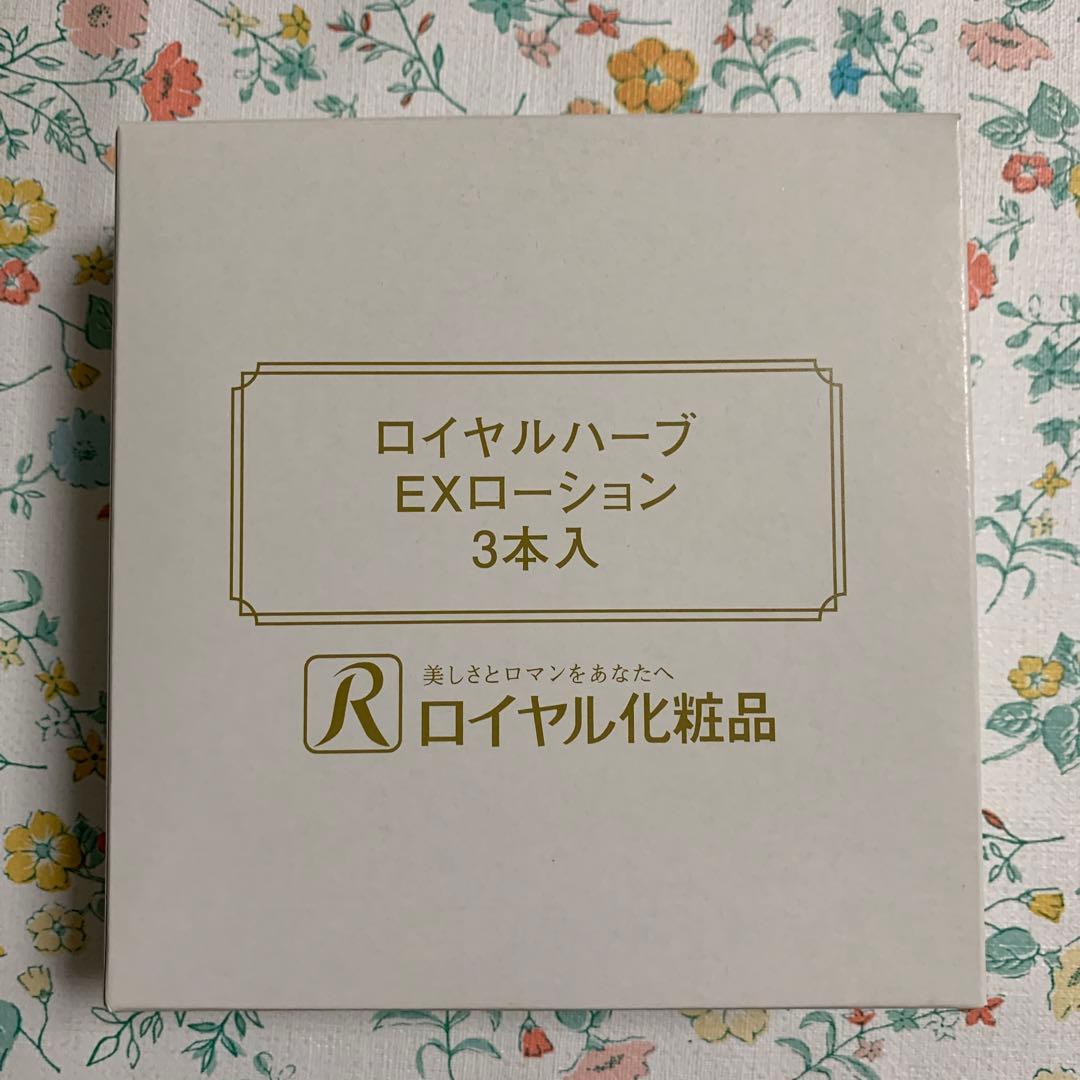 ロイヤルハーブ
EXローション
3本入
R
美しさとロマンをあなたへ
ロイヤル化粧品